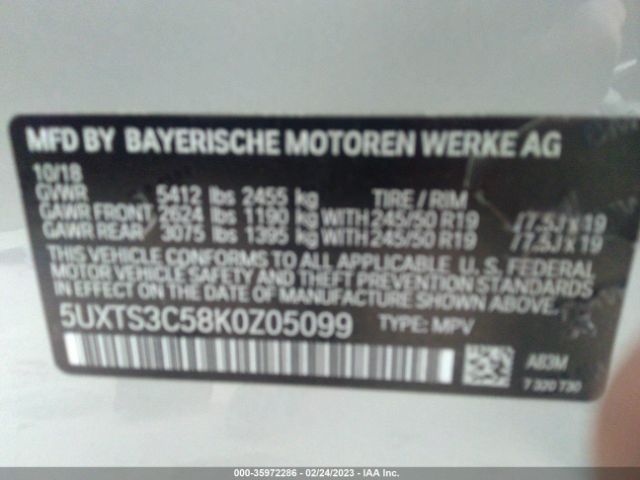 MFD BY BAYERISCHE MOTOREN WERKE AG
10/18
GVWR 5412 lbs 2455 kg TIRE / RIM
GAWR FRONT 2624 lbs 1190 kg WITH 245/50 R19 / 7.5J x 19
GAWR REAR 3075 lbs 1395 kg WITH 245/50 R19 / 7.5J x 19
THIS VEHICLE CONFORMS TO ALL APPLICABLE U. S. FEDERAL
MOTOR VEHICLE SAFETY AND THEFT PREVENTION STANDARDS IN
EFFECT ON THE DATE OF MANUFACTURE SHOWN ABOVE.
5UXTS3C58K0Z05099 TYPE: MPV
A83M
7 320 730
000-35972286 - 02/24/2023 - IAA Inc.